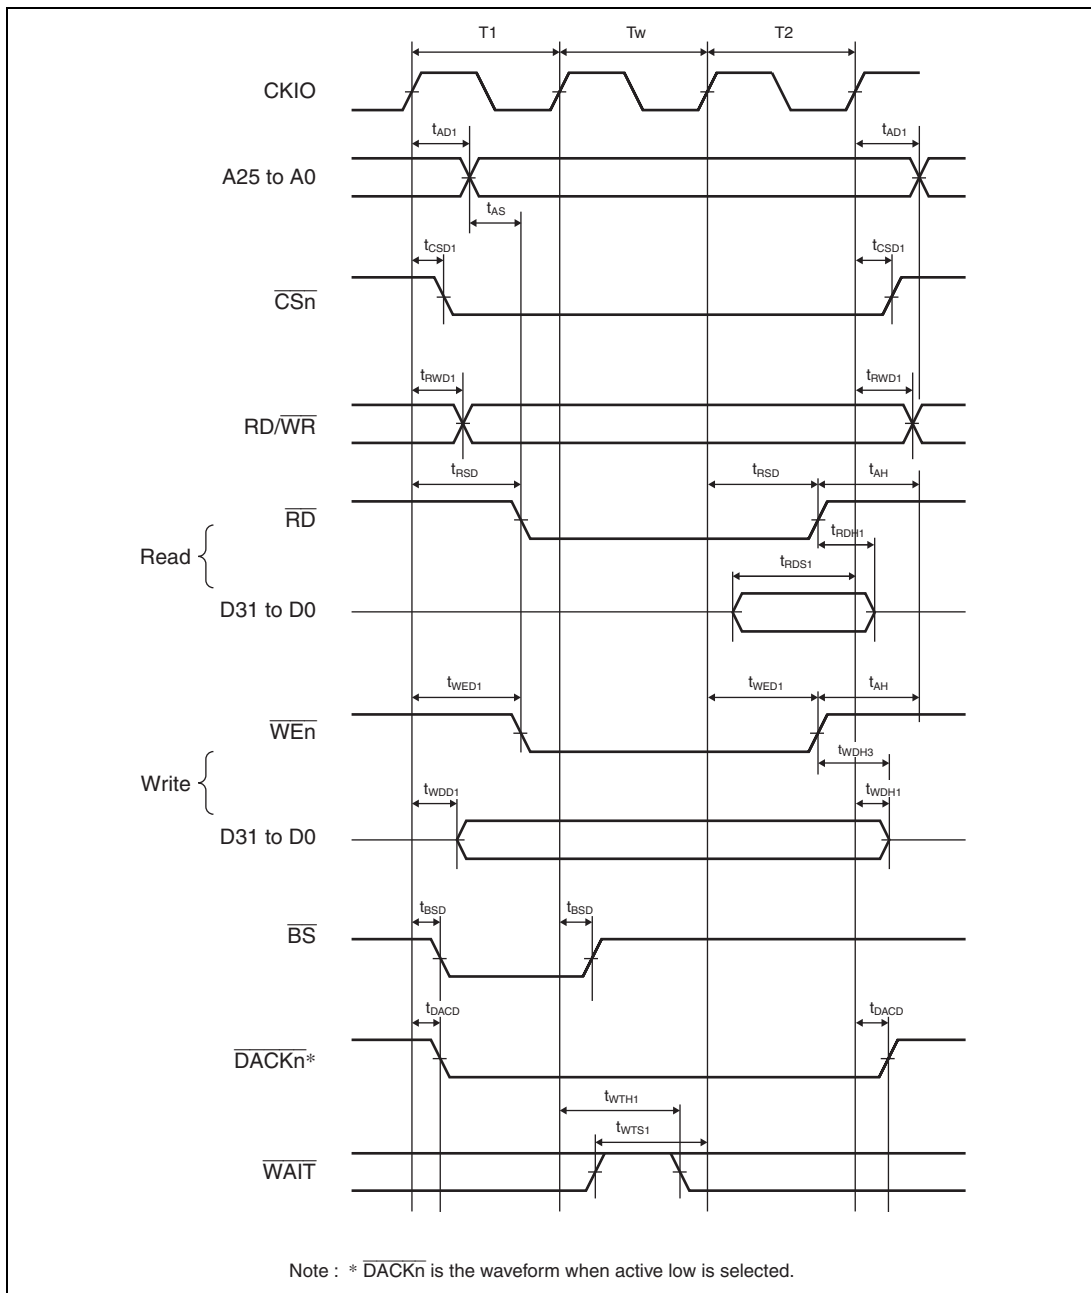 T1 Tw T2
CKIO
tAD1 tAD1
A25 to A0
tAS
tCSD1 tCSD1
CSn
tRWD1 tRWD1
RD/WR
tRSD tRSD tAH
RD
tRDH1
Read
tRDS1
D31 to D0
tWED1 tWED1 tAH
WEn
tWDH3
Write
tWDD1 tWDH1
D31 to D0
tBSD tBSD
BS
tDACD tDACD
DACKn*
tWTH1
tWTS1
WAIT
Note : * DACKn is the waveform when active low is selected.